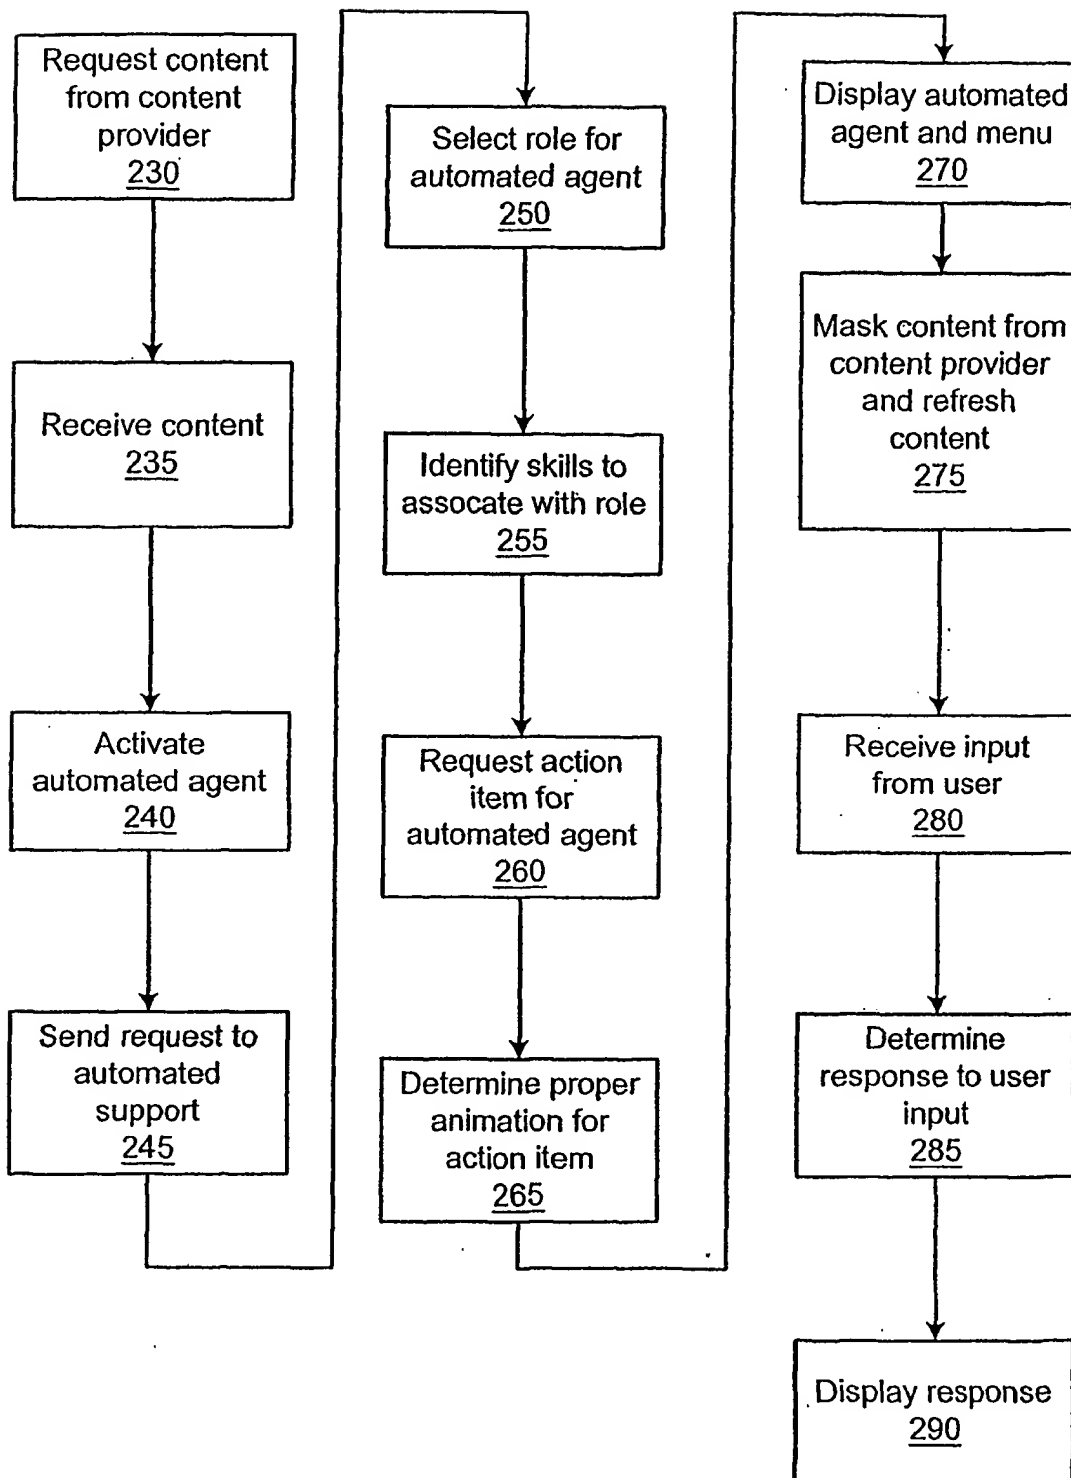 Request content
from content
provider
230
Receive content
235
Activate
automated agent
240
Send request to
automated
support
245
Select role for
automated agent
250
Identify skills to
assocate with role
255
Request action
item for
automated agent
260
Determine proper
animation for
action item
265
Display automated
agent and menu
270
Mask content from
content provider
and refresh
content
275
Receive input
from user
280
Determine
response to user
input
285
Display response
290